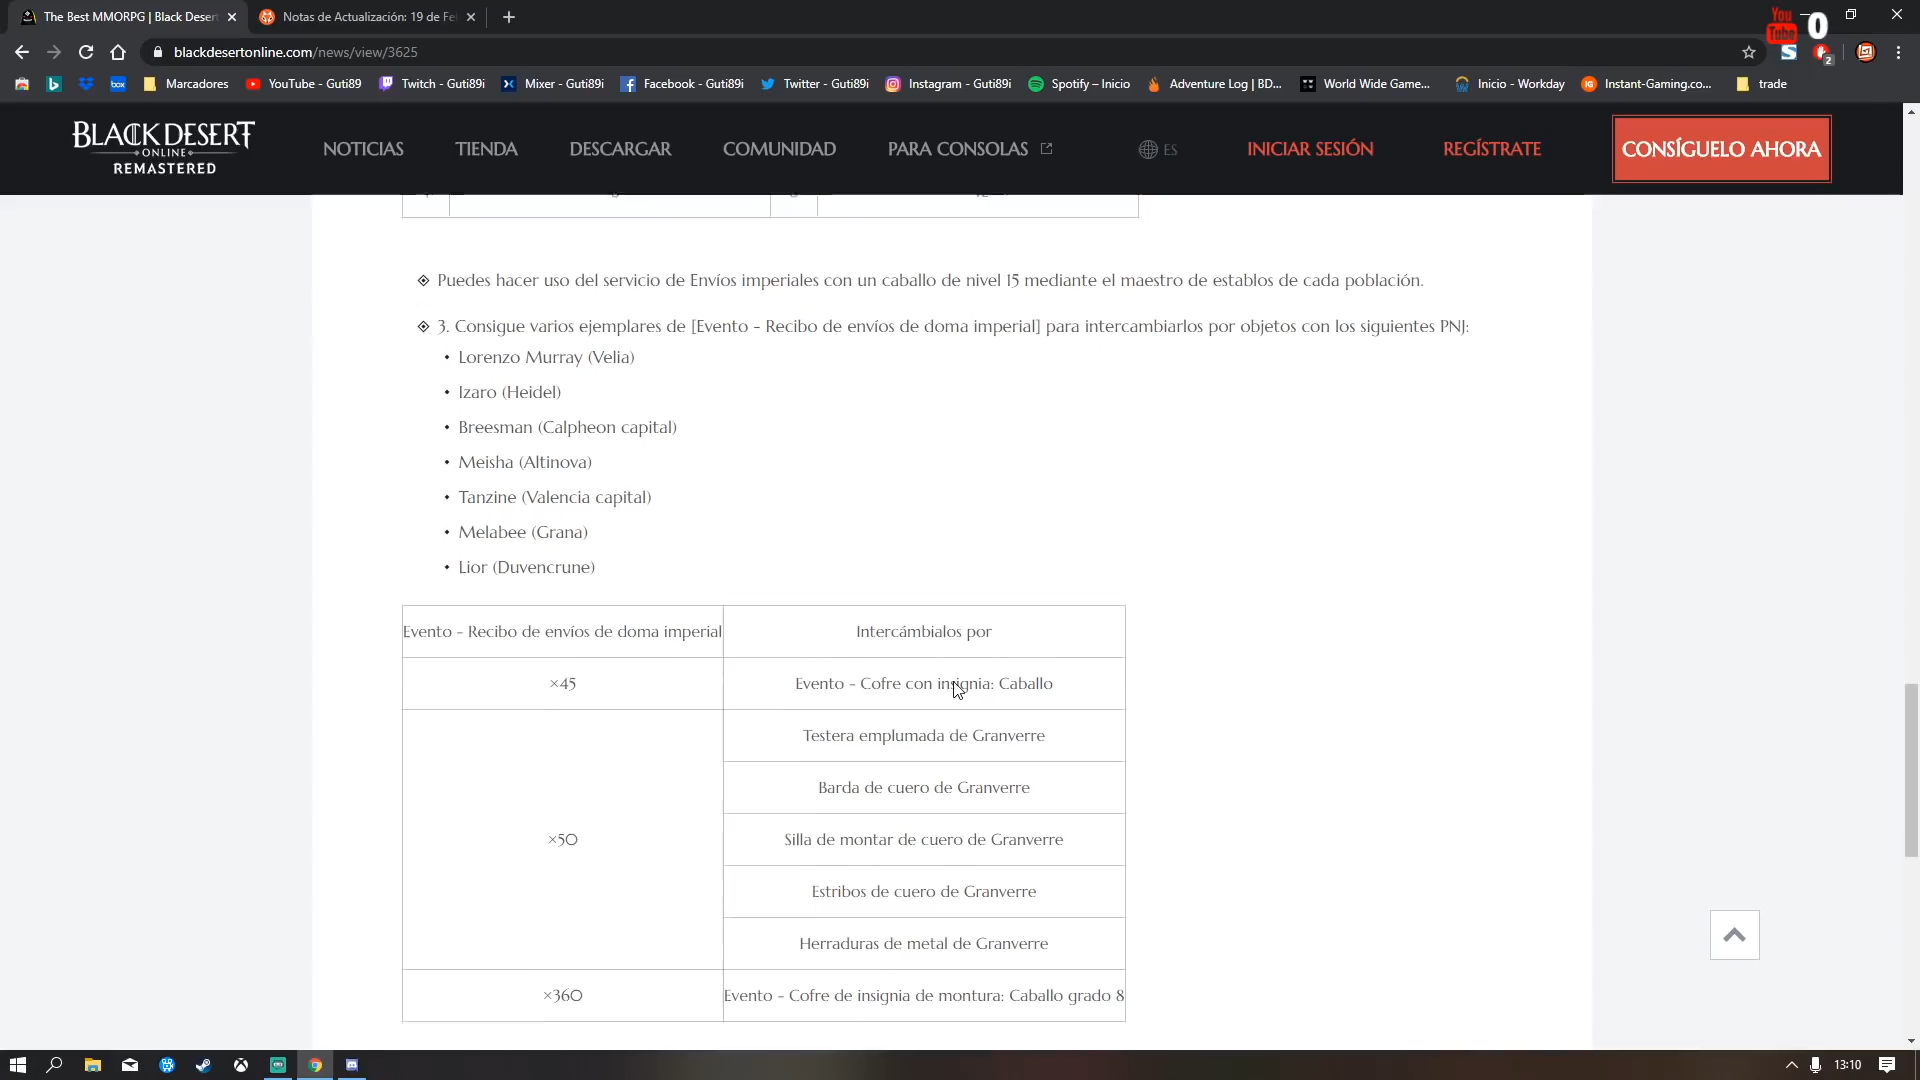 The Best MMORPG | Black Deser
Notas de Actualización: 19 de Fe
You Tube
0
blackdesertonline.com/news/view/3625
2
Marcadores
YouTube - Guti89
Twitch - Guti89i
Mixer - Guti89i
Facebook - Guti89i
Twitter - Guti89i
Instagram - Guti89i
Spotify – Inicio
Adventure Log | BD...
World Wide Game...
Inicio - Workday
Instant-Gaming.co...
trade
box
IG
BLACK DESERT
ONLINE
REMASTERED
NOTICIAS
TIENDA
DESCARGAR
COMUNIDAD
PARA CONSOLAS
ES
INICIAR SESIÓN
REGÍSTRATE
CONSÍGUELO AHORA
Puedes hacer uso del servicio de Envíos imperiales con un caballo de nivel 15 mediante el maestro de establos de cada población.
3. Consigue varios ejemplares de [Evento - Recibo de envíos de doma imperial] para intercambiarlos por objetos con los siguientes PNJ:
• Lorenzo Murray (Velia)
• Izaro (Heidel)
• Breesman (Calpheon capital)
• Meisha (Altinova)
• Tanzine (Valencia capital)
• Melabee (Grana)
• Lior (Duvencrune)
Evento - Recibo de envíos de doma imperial
Intercámbialos por
×45
Evento - Cofre con insignia: Caballo
Testera emplumada de Granverre
Barda de cuero de Granverre
×50
Silla de montar de cuero de Granverre
Estribos de cuero de Granverre
Herraduras de metal de Granverre
×360
Evento - Cofre de insignia de montura: Caballo grado 8
13:10